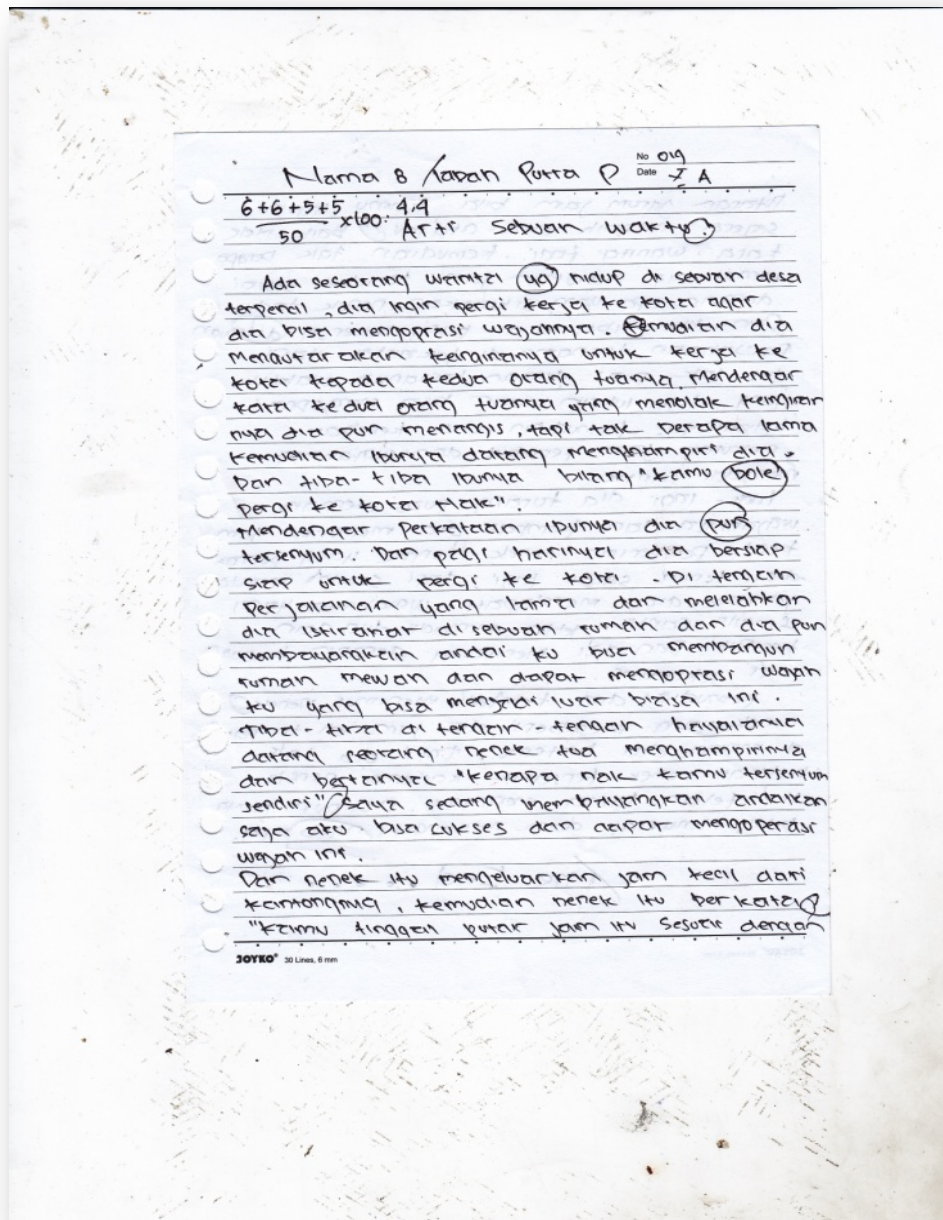 Nama B Tapan Putra P No 019
Date 7 A
6+6+5+5 x100: 4,4
50
Arti Sebuah waktu?
Ada seseorang wanita yg hidup di sebuah desa
terpencil, dia ingin pergi kerja ke kota agar
dia bisa mengoprasi wajahnya. kemudian dia
Mengutarakan keinginanya untuk kerja ke
kota kepada kedua orang tuanya. Mendengar
kata kedua orang tuanya yang menolak keinginan
nya dia pun menangis, tapi tak berapa lama
kemudian ibunya datang menghampiri dia.
Dan tiba-tiba ibunya bilang "kamu bole
pergi ke kota Nak".
Mendengar Perkataan ibunya dia pun
tersenyum. Dan pagi harinya dia bersiap
siap untuk pergi ke kota. Di tengah
Perjalanan yang lama dan melelahkan
dia istirahat di sebuah rumah dan dia pun
membayangkan andai ku bisa membangun
rumah mewah dan dapat mengoprasi wajah
ku yang bisa menjadi luar biasa ini.
Tiba-tiba di tengah-tengah hayalanya
datang seorang nenek tua menghampirinya
dan bertanya "kenapa nak kamu tersenyum
sendiri" Saya sedang membayangkan andaikan
saja aku bisa sukses dan dapat mengoperasi
wajah ini.
Dan nenek itu mengeluarkan jam kecil dari
kantongnya, kemudian nenek itu berkata
"kamu tinggal putar jam itu sesuai dengan
JOYKO® 30 Lines, 6 mm